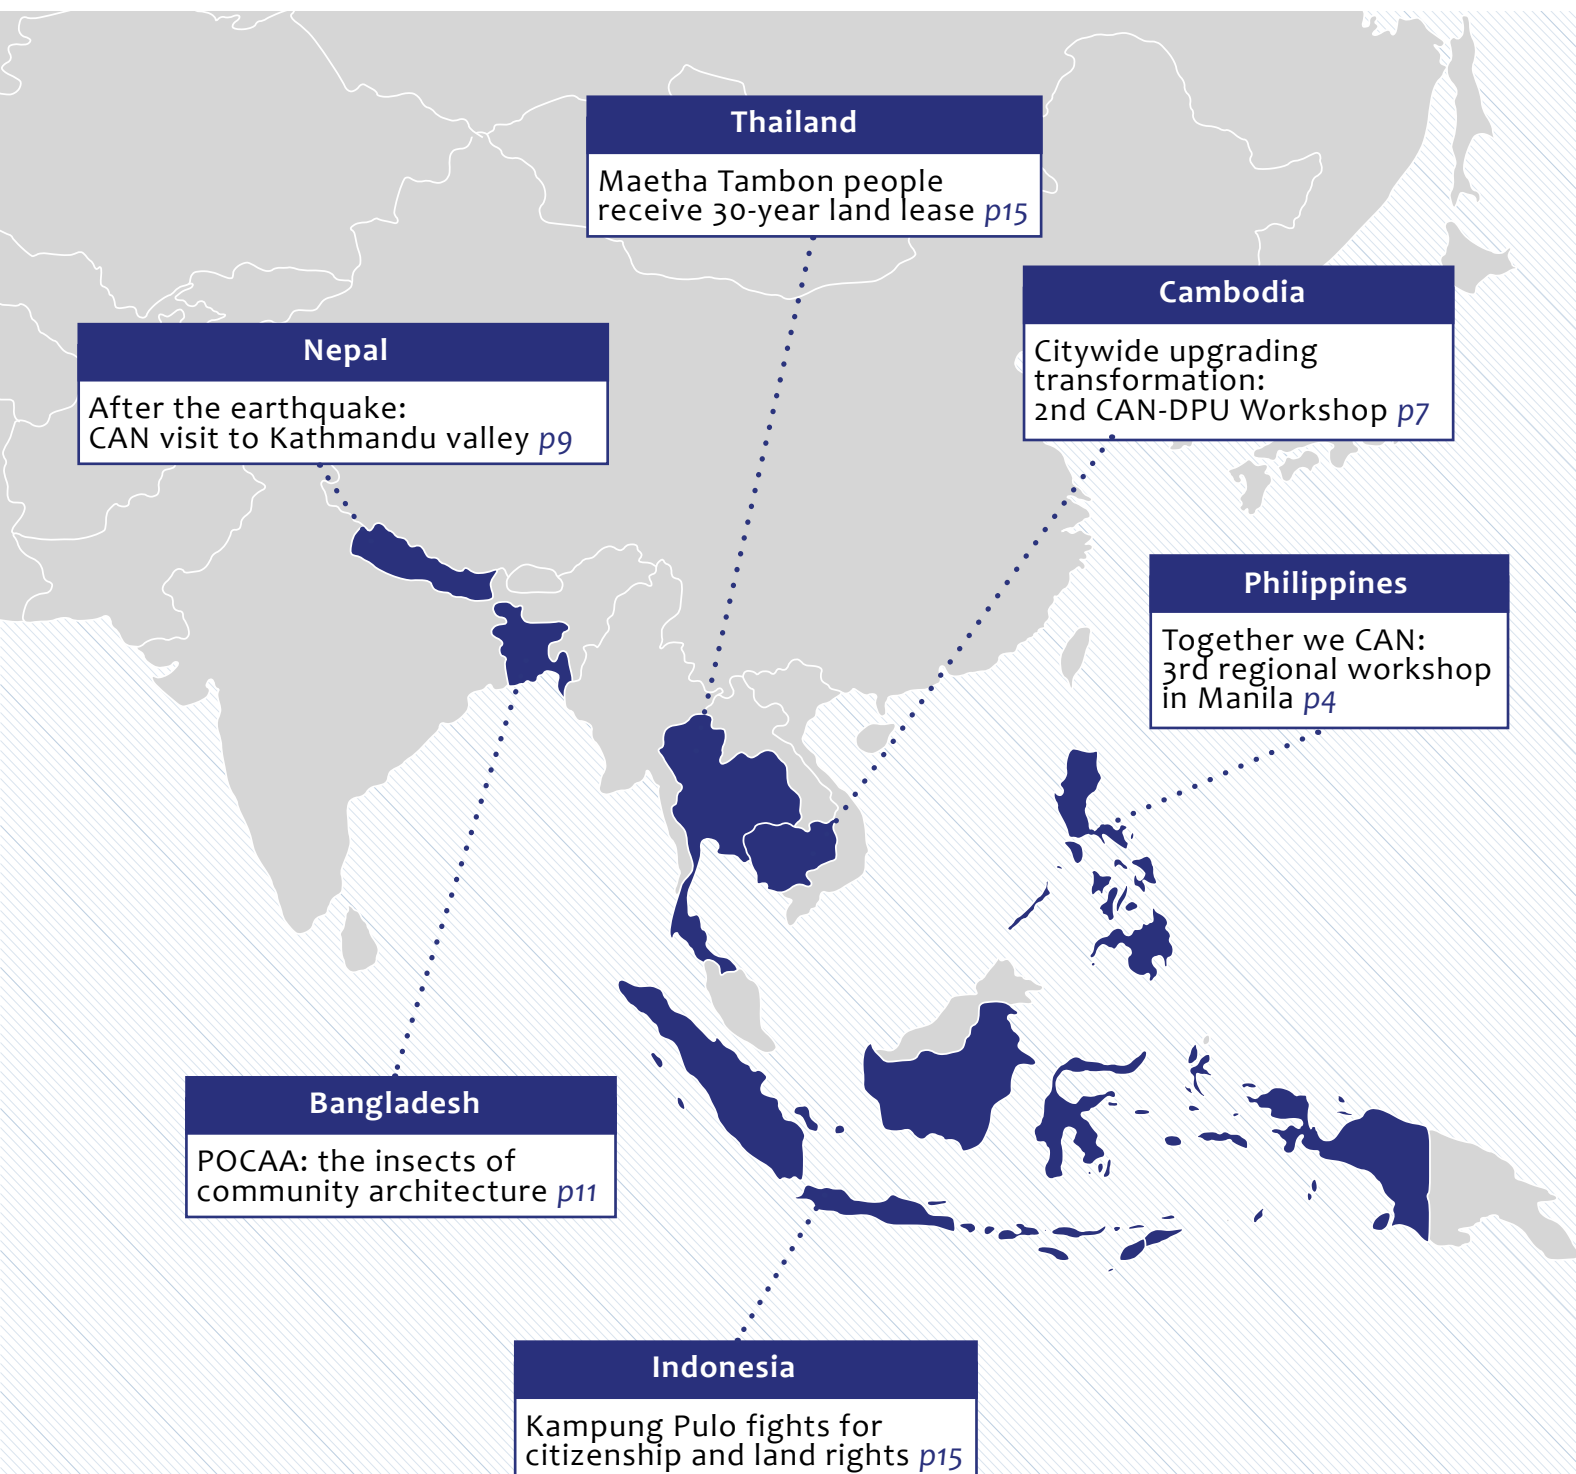 Thailand
Maetha Tambon people
receive 30-year land lease p15
Cambodia
Citywide upgrading
transformation:
2nd CAN-DPU Workshop p7
Nepal
After the earthquake:
CAN visit to Kathmandu valley p9
Philippines
Together we CAN:
3rd regional workshop
in Manila p4
Bangladesh
POCAA: the insects of
community architecture p11
Indonesia
Kampung Pulo fights for
citizenship and land rights p15